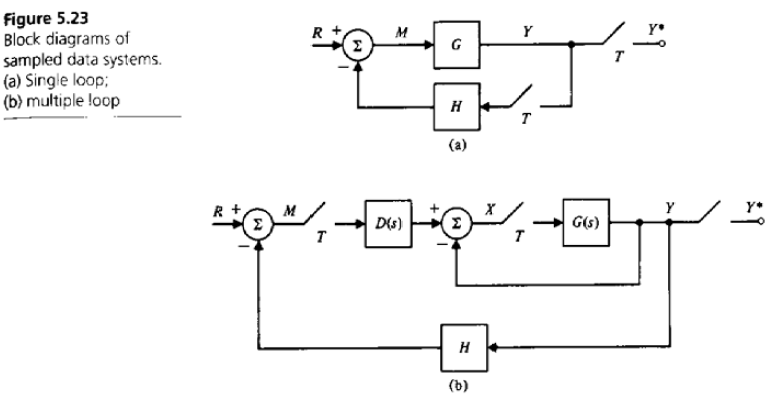 Figure 5.23
Block diagrams of
sampled data systems.
(a) Single loop;
(b) multiple loop
R + Σ − M G Y T Y*
H T
(a)
R + Σ − M T D(s) + Σ − X T G(s) Y Y*
H
(b)